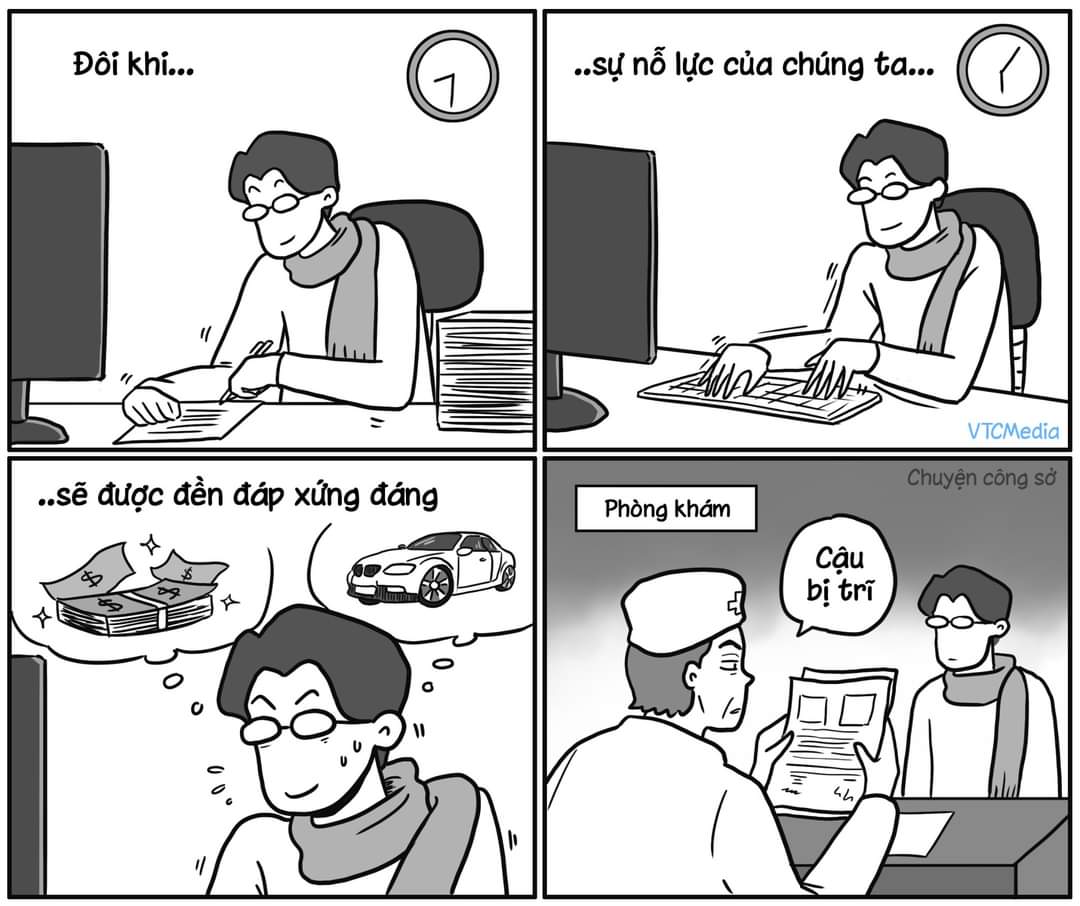 Đôi khi...
..sự nỗ lực của chúng ta...
VTCMedia
..sẽ được đền đáp xứng đáng
$
$
$
$
Chuyện công sở
Phòng khám
Cậu
bị trĩ